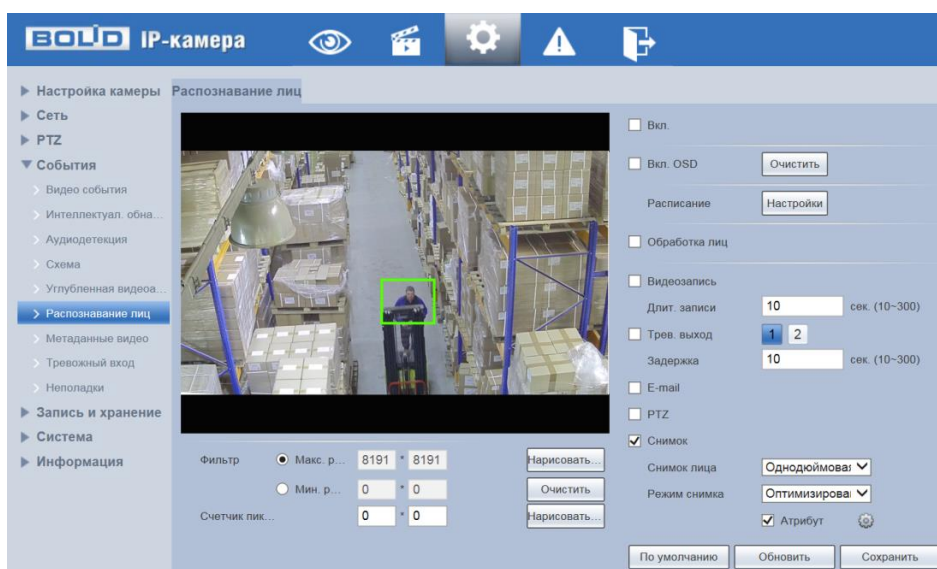 BOLID IP-камера
Настройка камеры
Сеть
PTZ
События
Видео события
Интеллектуал. обна...
Аудиодетекция
Схема
Углубленная видеоа...
Распознавание лиц
Метаданные видео
Тревожный вход
Неполадки
Запись и хранение
Система
Информация
Распознавание лиц
Фильтр Макс. р... 8191 * 8191 Нарисовать...
Мин. р... 0 * 0 Очистить
Счетчик пик... 0 * 0 Нарисовать...
Вкл.
Вкл. OSD Очистить
Расписание Настройки
Обработка лиц
Видеозапись
Длит. записи 10 сек. (10~300)
Трев. выход 1 2
Задержка 10 сек. (10~300)
E-mail
PTZ
Снимок
Снимок лица Однодюймовая
Режим снимка Оптимизирова
Атрибут
По умолчанию Обновить Сохранить